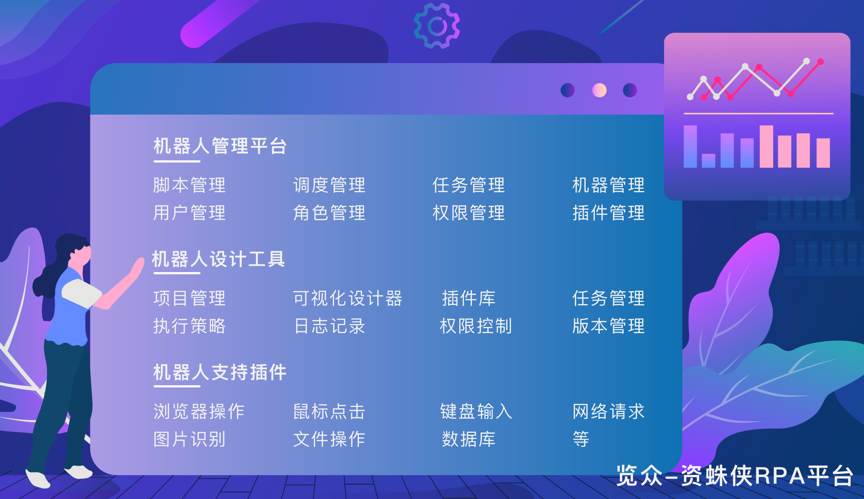 机器人管理平台
脚本管理 调度管理 任务管理 机器管理
用户管理 角色管理 权限管理 插件管理
机器人设计工具
项目管理 可视化设计器 插件库 任务管理
执行策略 日志记录 权限控制 版本管理
机器人支持插件
浏览器操作 鼠标点击 键盘输入 网络请求
图片识别 文件操作 数据库 等
览众-资蛛侠RPA平台